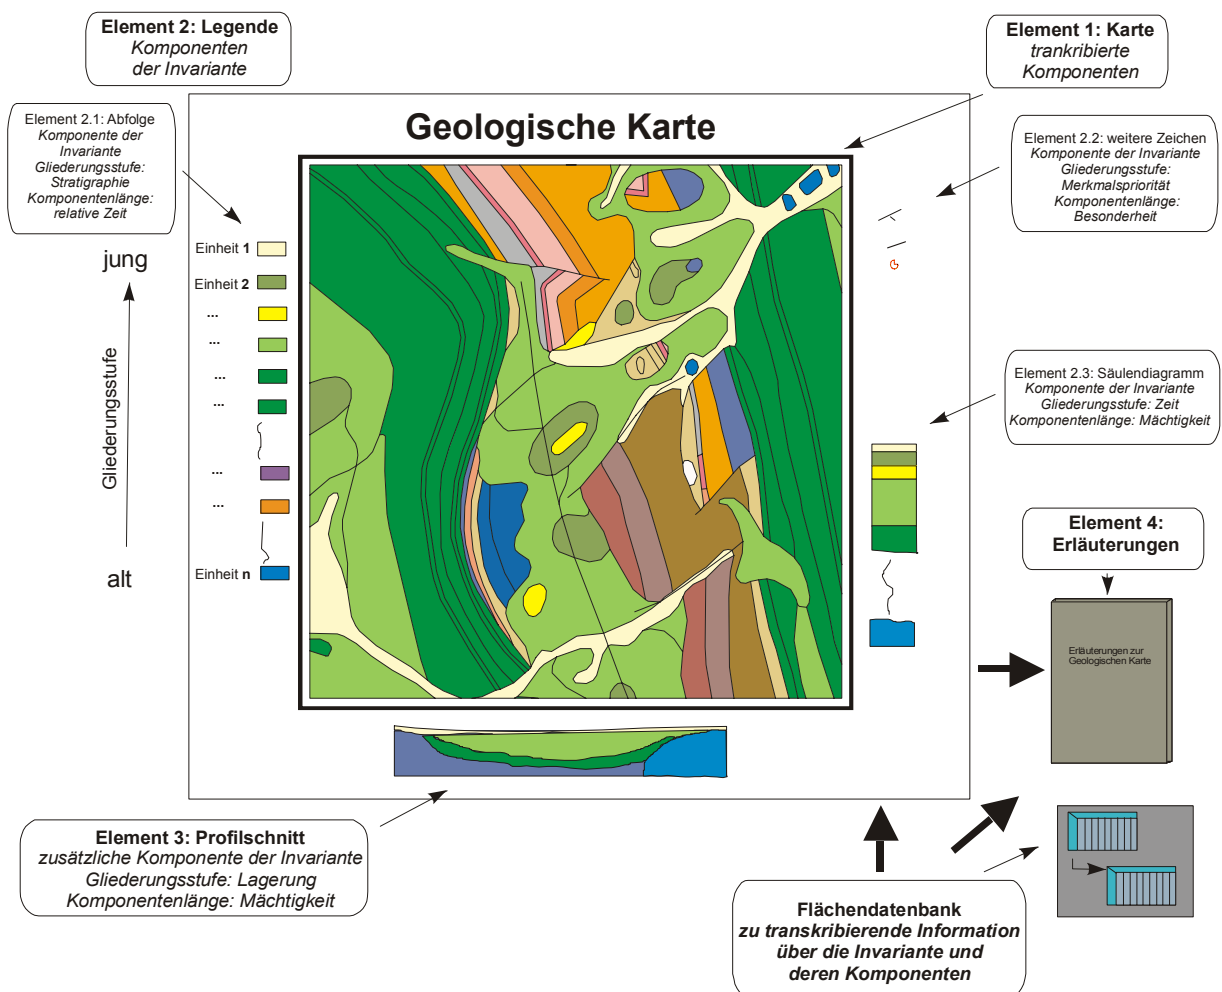 Element 2: Legende
Komponenten
der Invariante
Element 1: Karte
trankribierte
Komponenten
Element 2.1: Abfolge
Komponente der
Invariante
Gliederungsstufe:
Stratigraphie
Komponentenlänge:
relative Zeit
Geologische Karte
Element 2.2: weitere Zeichen
Komponente der Invariante
Gliederungsstufe:
Merkmalspriorität
Komponentenlänge:
Besonderheit
jung
Gliederungsstufe
alt
Einheit 1
Einheit 2
...
...
...
...
...
...
Einheit n
Element 2.3: Säulendiagramm
Komponente der Invariante
Gliederungsstufe: Zeit
Komponentenlänge: Mächtigkeit
Element 4:
Erläuterungen
Erläuterungen zur
Geologischen Karte
Element 3: Profilschnitt
zusätzliche Komponente der Invariante
Gliederungsstufe: Lagerung
Komponentenlänge: Mächtigkeit
Flächendatenbank
zu transkribierende Information
über die Invariante und
deren Komponenten